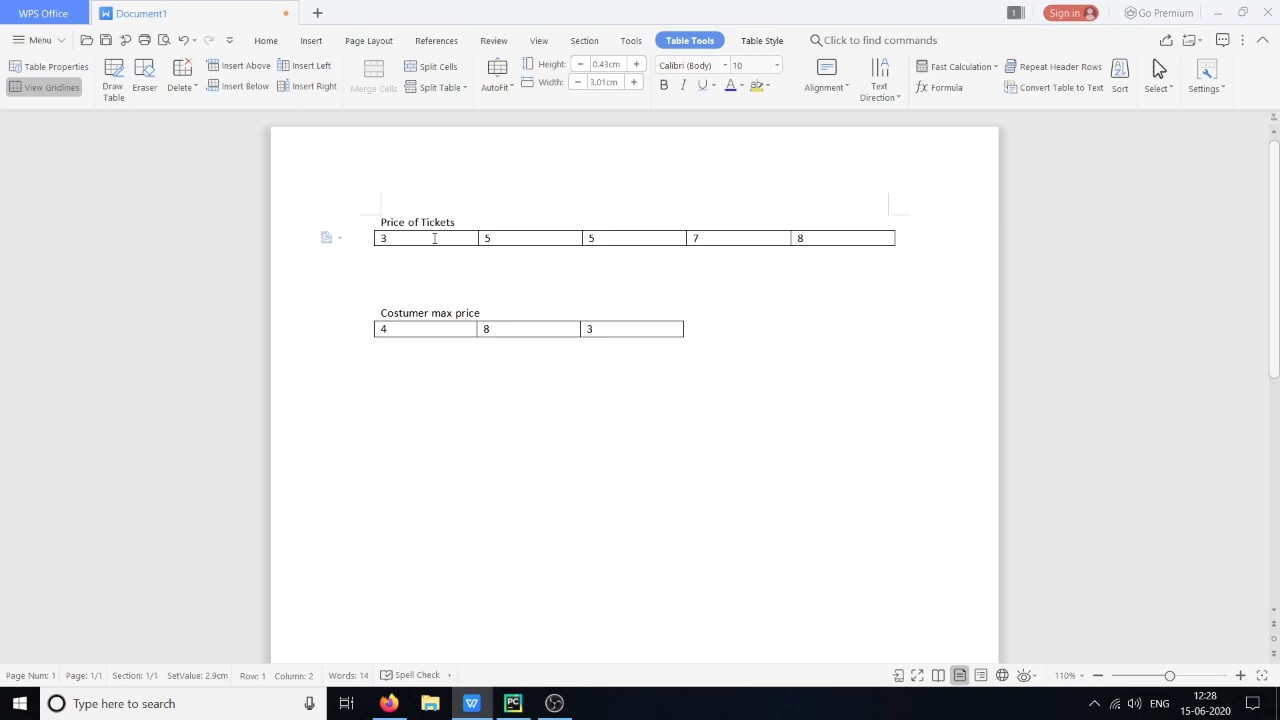 WPS Office Document1 1 Sign in Go Premium
Menu Home Insert Page Layout References Review View Section Tools Table Tools Table Style Click to find commands
Table Properties Draw Table Eraser Delete Insert Above Insert Left Merge Cells Split Cells AutoFit Height: 0.43cm Calibri (Body) 10 Alignment Text Direction Fast Calculation Repeat Header Rows Sort Select Settings
View Gridlines Insert Below Insert Right Split Table Width: 3.01cm B I U A Formula Convert Table to Text
Price of Tickets
3 5 5 7 8
Costumer max price
4 8 3
Page Num: 1 Page: 1/1 Section: 1/1 Row: 1 Column: 2 Words: 14 Spell Check 110%
Type here to search ENG 12:28
15-06-2020